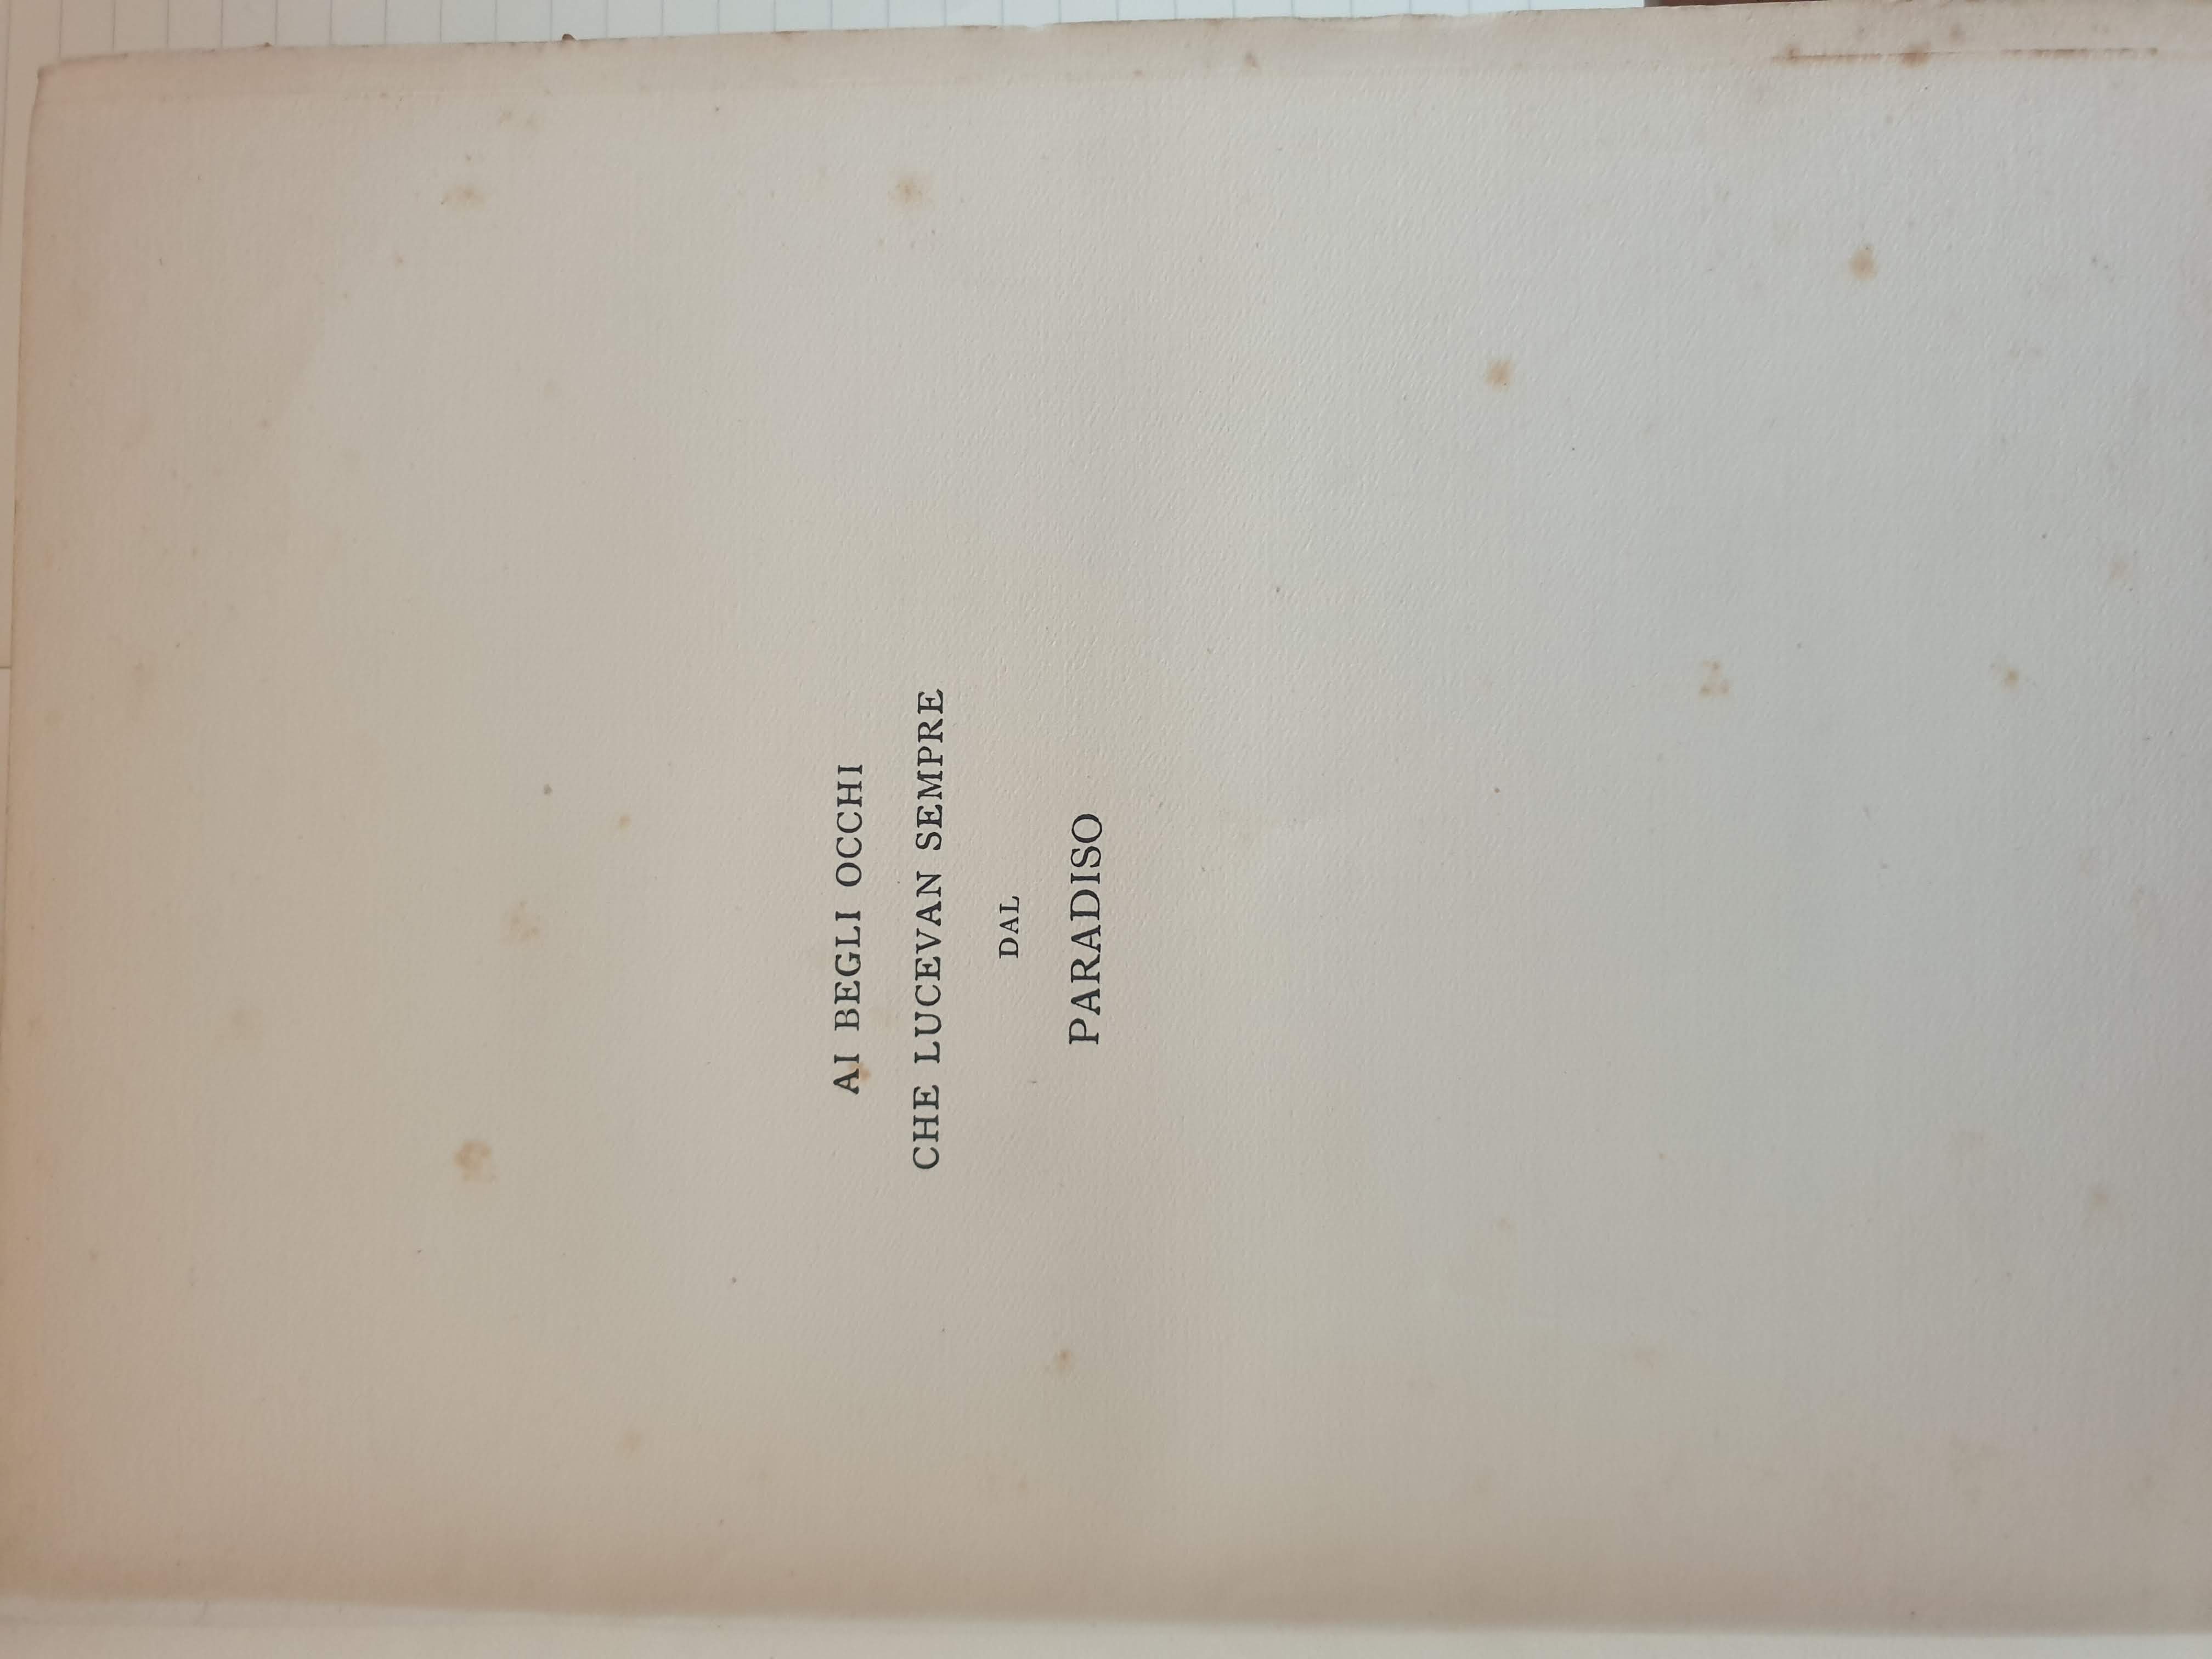 AI BEGLI OCCHI
CHE LUCEVAN SEMPRE
DAL
PARADISO